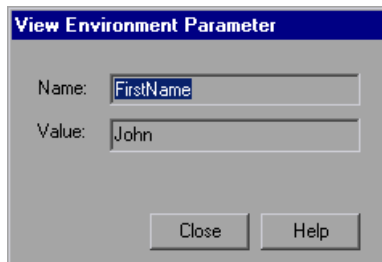 View Environment Parameter
Name: FirstName
Value: John
Close Help